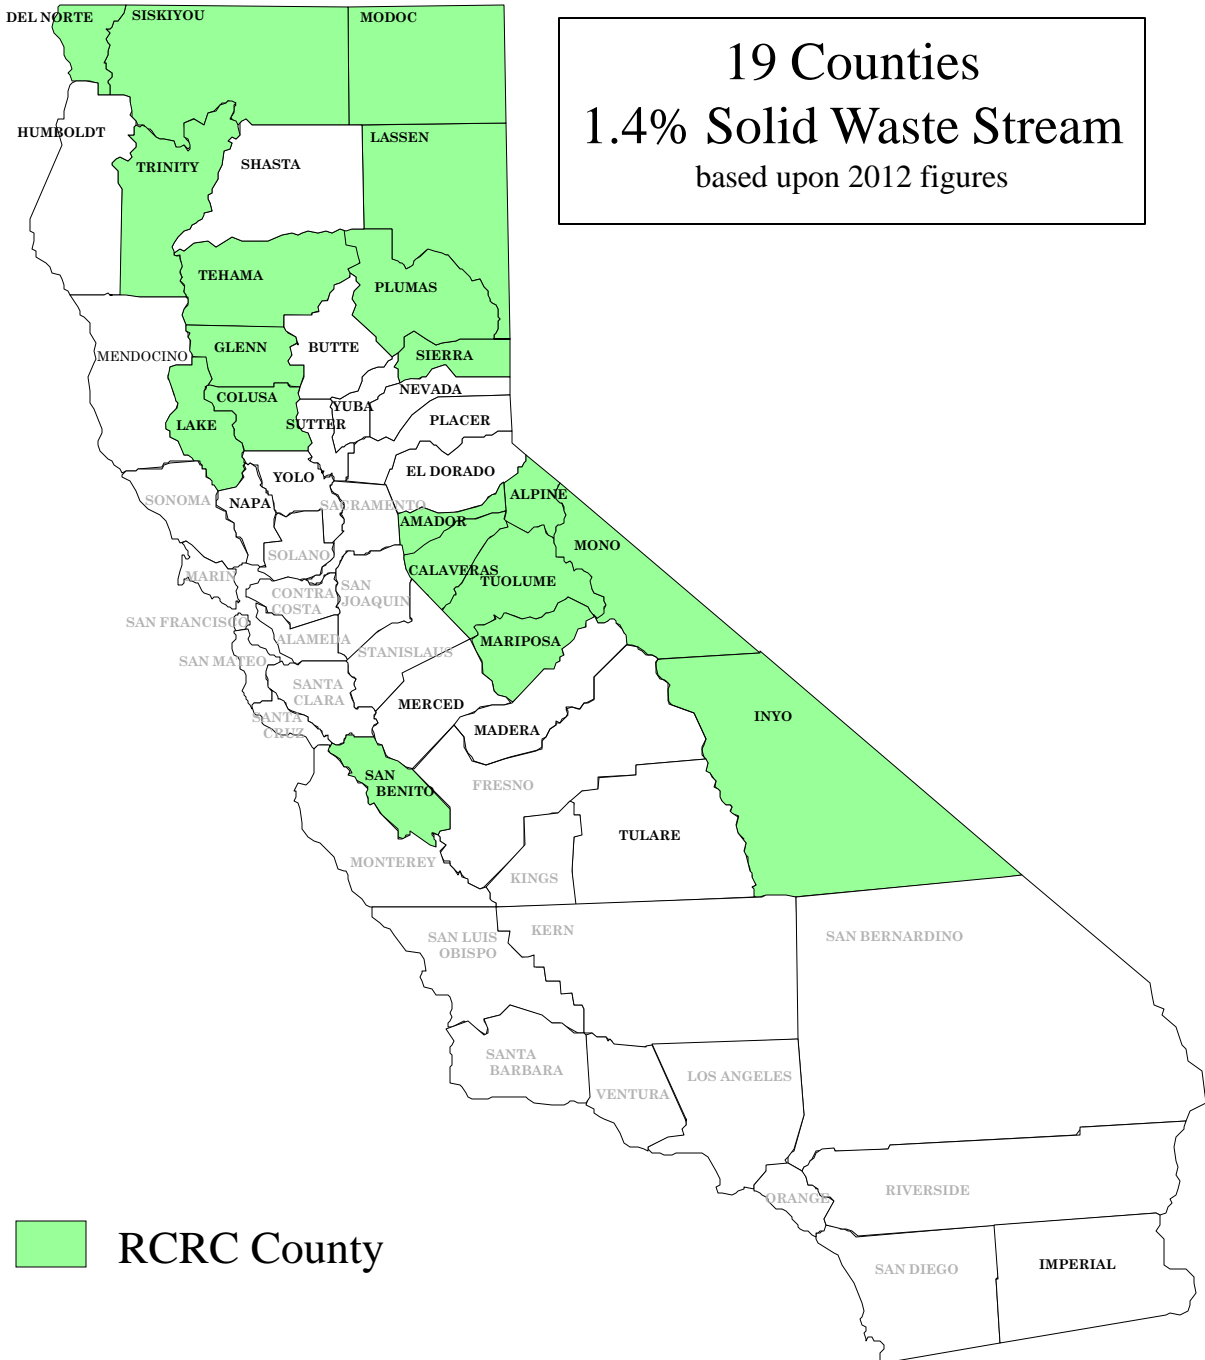 DEL NORTE
SISKIYOU
MODOC
19 Counties
1.4% Solid Waste Stream
based upon 2012 figures
HUMBOLDT
TRINITY
SHASTA
LASSEN
TEHAMA
PLUMAS
MENDOCINO
GLENN
BUTTE
SIERRA
COLUSA
YUBA
NEVADA
LAKE
SUTTER
PLACER
SONOMA
NAPA
YOLO
EL DORADO
SACRAMENTO
ALPINE
AMADOR
MONO
SOLANO
MARIN
CALAVERAS
TUOLUME
CONTRA
COSTA
SAN
JOAQUIN
SAN FRANCISCO
ALAMEDA
STANISLAUS
MARIPOSA
SAN MATEO
SANTA
CLARA
MERCED
SANTA
CRUZ
MADERA
INYO
SAN
BENITO
FRESNO
TULARE
MONTEREY
KINGS
SAN LUIS
OBISPO
KERN
SAN BERNARDINO
SANTA
BARBARA
VENTURA
LOS ANGELES
ORANGE
RIVERSIDE
SAN DIEGO
IMPERIAL
RCRC County